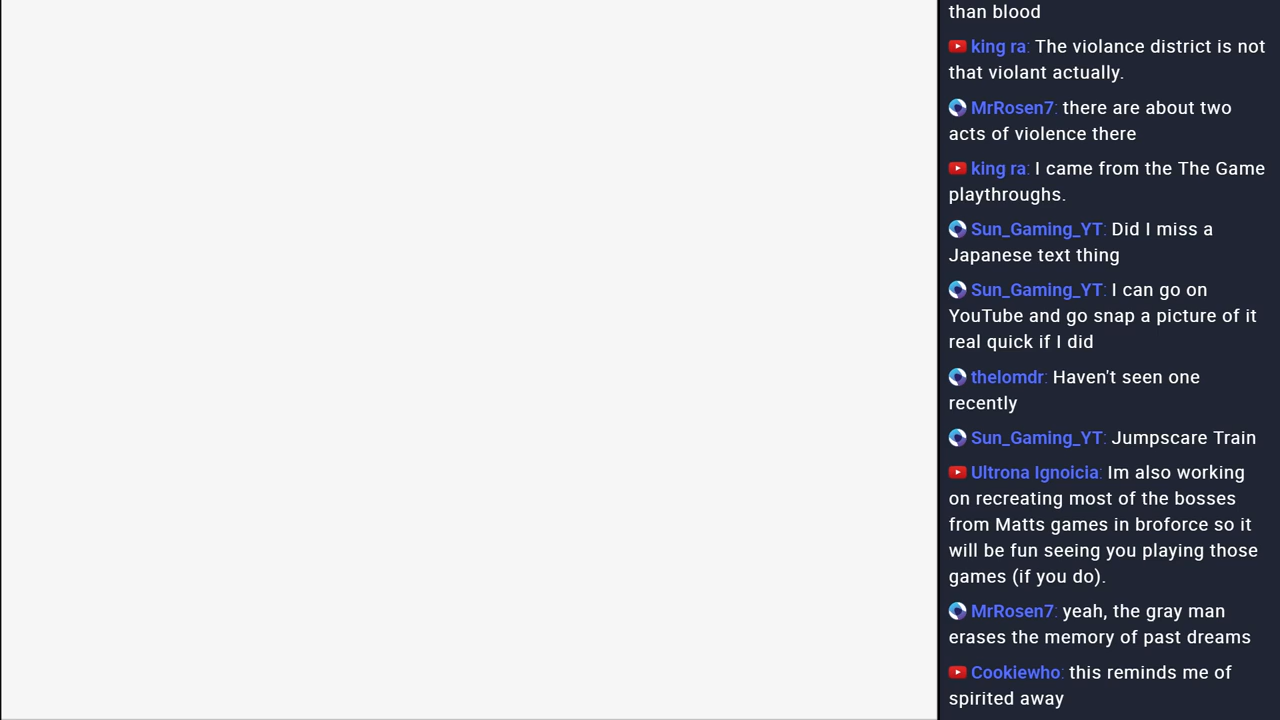 than blood
king ra: The violance district is not
that violant actually.
MrRosen7: there are about two
acts of violence there
king ra: I came from the The Game
playthroughs.
Sun_Gaming_YT: Did I miss a
Japanese text thing
Sun_Gaming_YT: I can go on
YouTube and go snap a picture of it
real quick if I did
thelomdr: Haven't seen one
recently
Sun_Gaming_YT: Jumpscare Train
Ultrona Ignoicia: Im also working
on recreating most of the bosses
from Matts games in broforce so it
will be fun seeing you playing those
games (if you do).
MrRosen7: yeah, the gray man
erases the memory of past dreams
Cookiewho: this reminds me of
spirited away